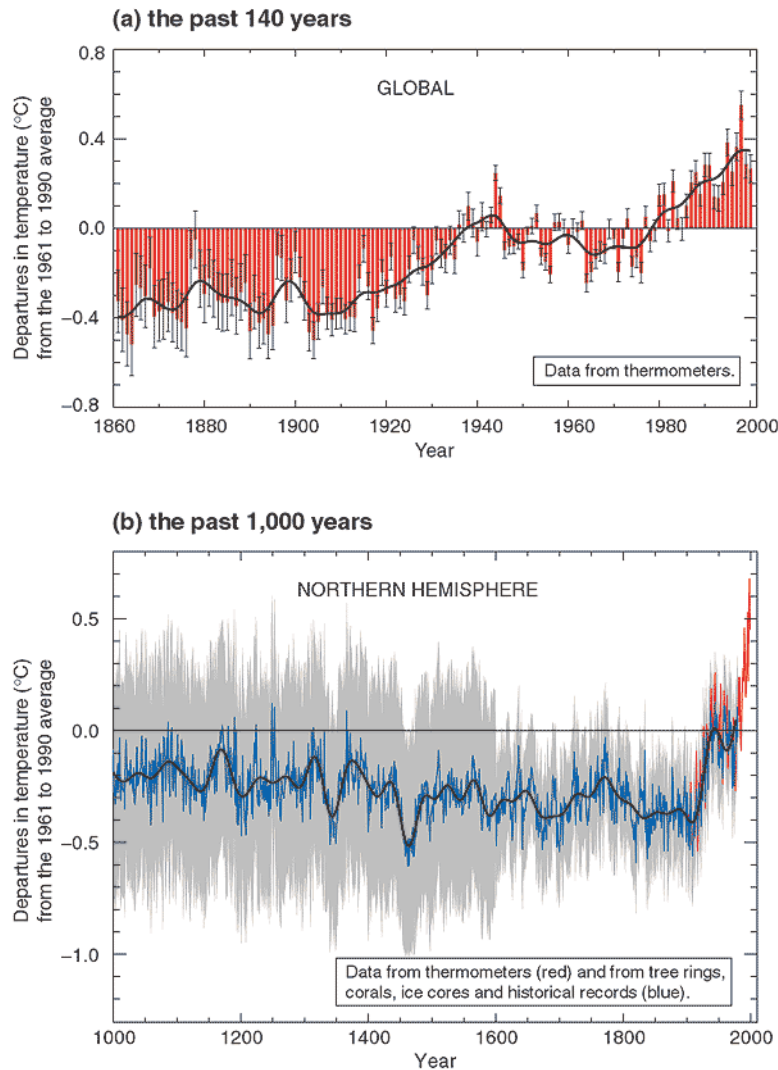 (a) the past 140 years
GLOBAL
Departures in temperature (°C)
from the 1961 to 1990 average
0.8
0.4
0.0
−0.4
−0.8
Data from thermometers.
1860
1880
1900
1920
1940
1960
1980
2000
Year
(b) the past 1,000 years
NORTHERN HEMISPHERE
Departures in temperature (°C)
from the 1961 to 1990 average
0.5
0.0
−0.5
−1.0
Data from thermometers (red) and from tree rings,
corals, ice cores and historical records (blue).
1000
1200
1400
1600
1800
2000
Year